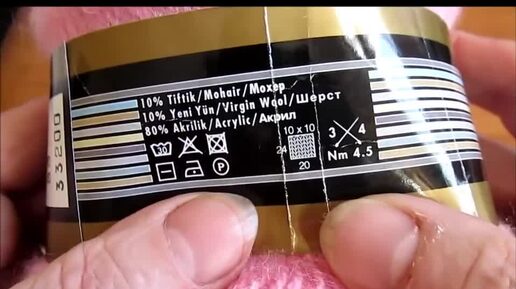 10% Tiftik/Mohair/Мохер
10% Yeni Yün/Virgin Wool/Шерст
80% Akrilik/Acrylic/Акрил
30
10 x 10
24
20
3 4
Nm 4.5
P
33200